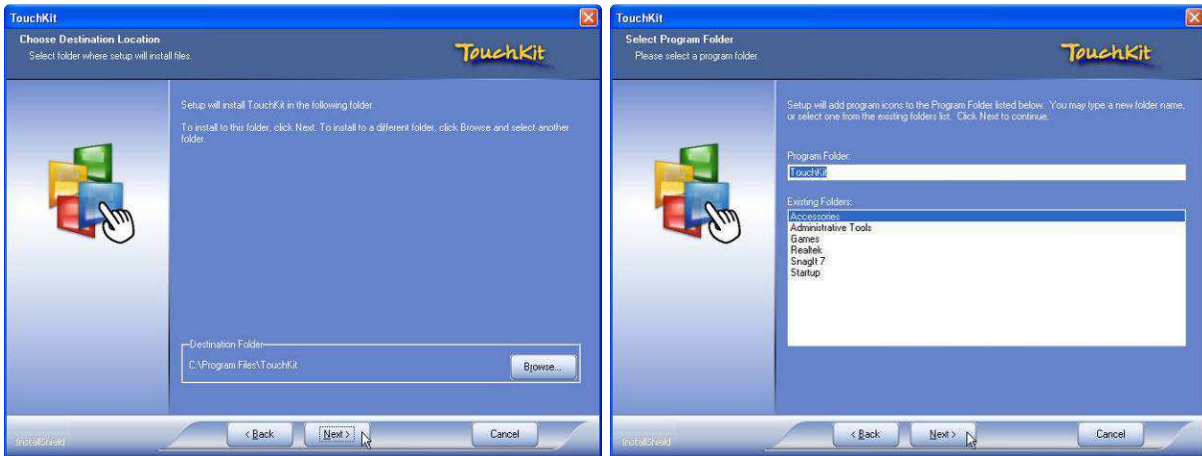 TouchKit
Choose Destination Location
Select folder where setup will install files.
TouchKit
Setup will install TouchKit in the following folder.
To install to this folder, click Next. To install to a different folder, click Browse and select another
folder.
Destination Folder
C:\Program Files\TouchKit
Browse...
InstallShield
< Back
Next >
Cancel
TouchKit
Select Program Folder
Please select a program folder.
TouchKit
Setup will add program icons to the Program Folder listed below. You may type a new folder name,
or select one from the existing folders list. Click Next to continue.
Program Folder:
TouchKit
Existing Folders:
Accessories
Administrative Tools
Games
Realtek
SnagIt 7
Startup
InstallShield
< Back
Next >
Cancel